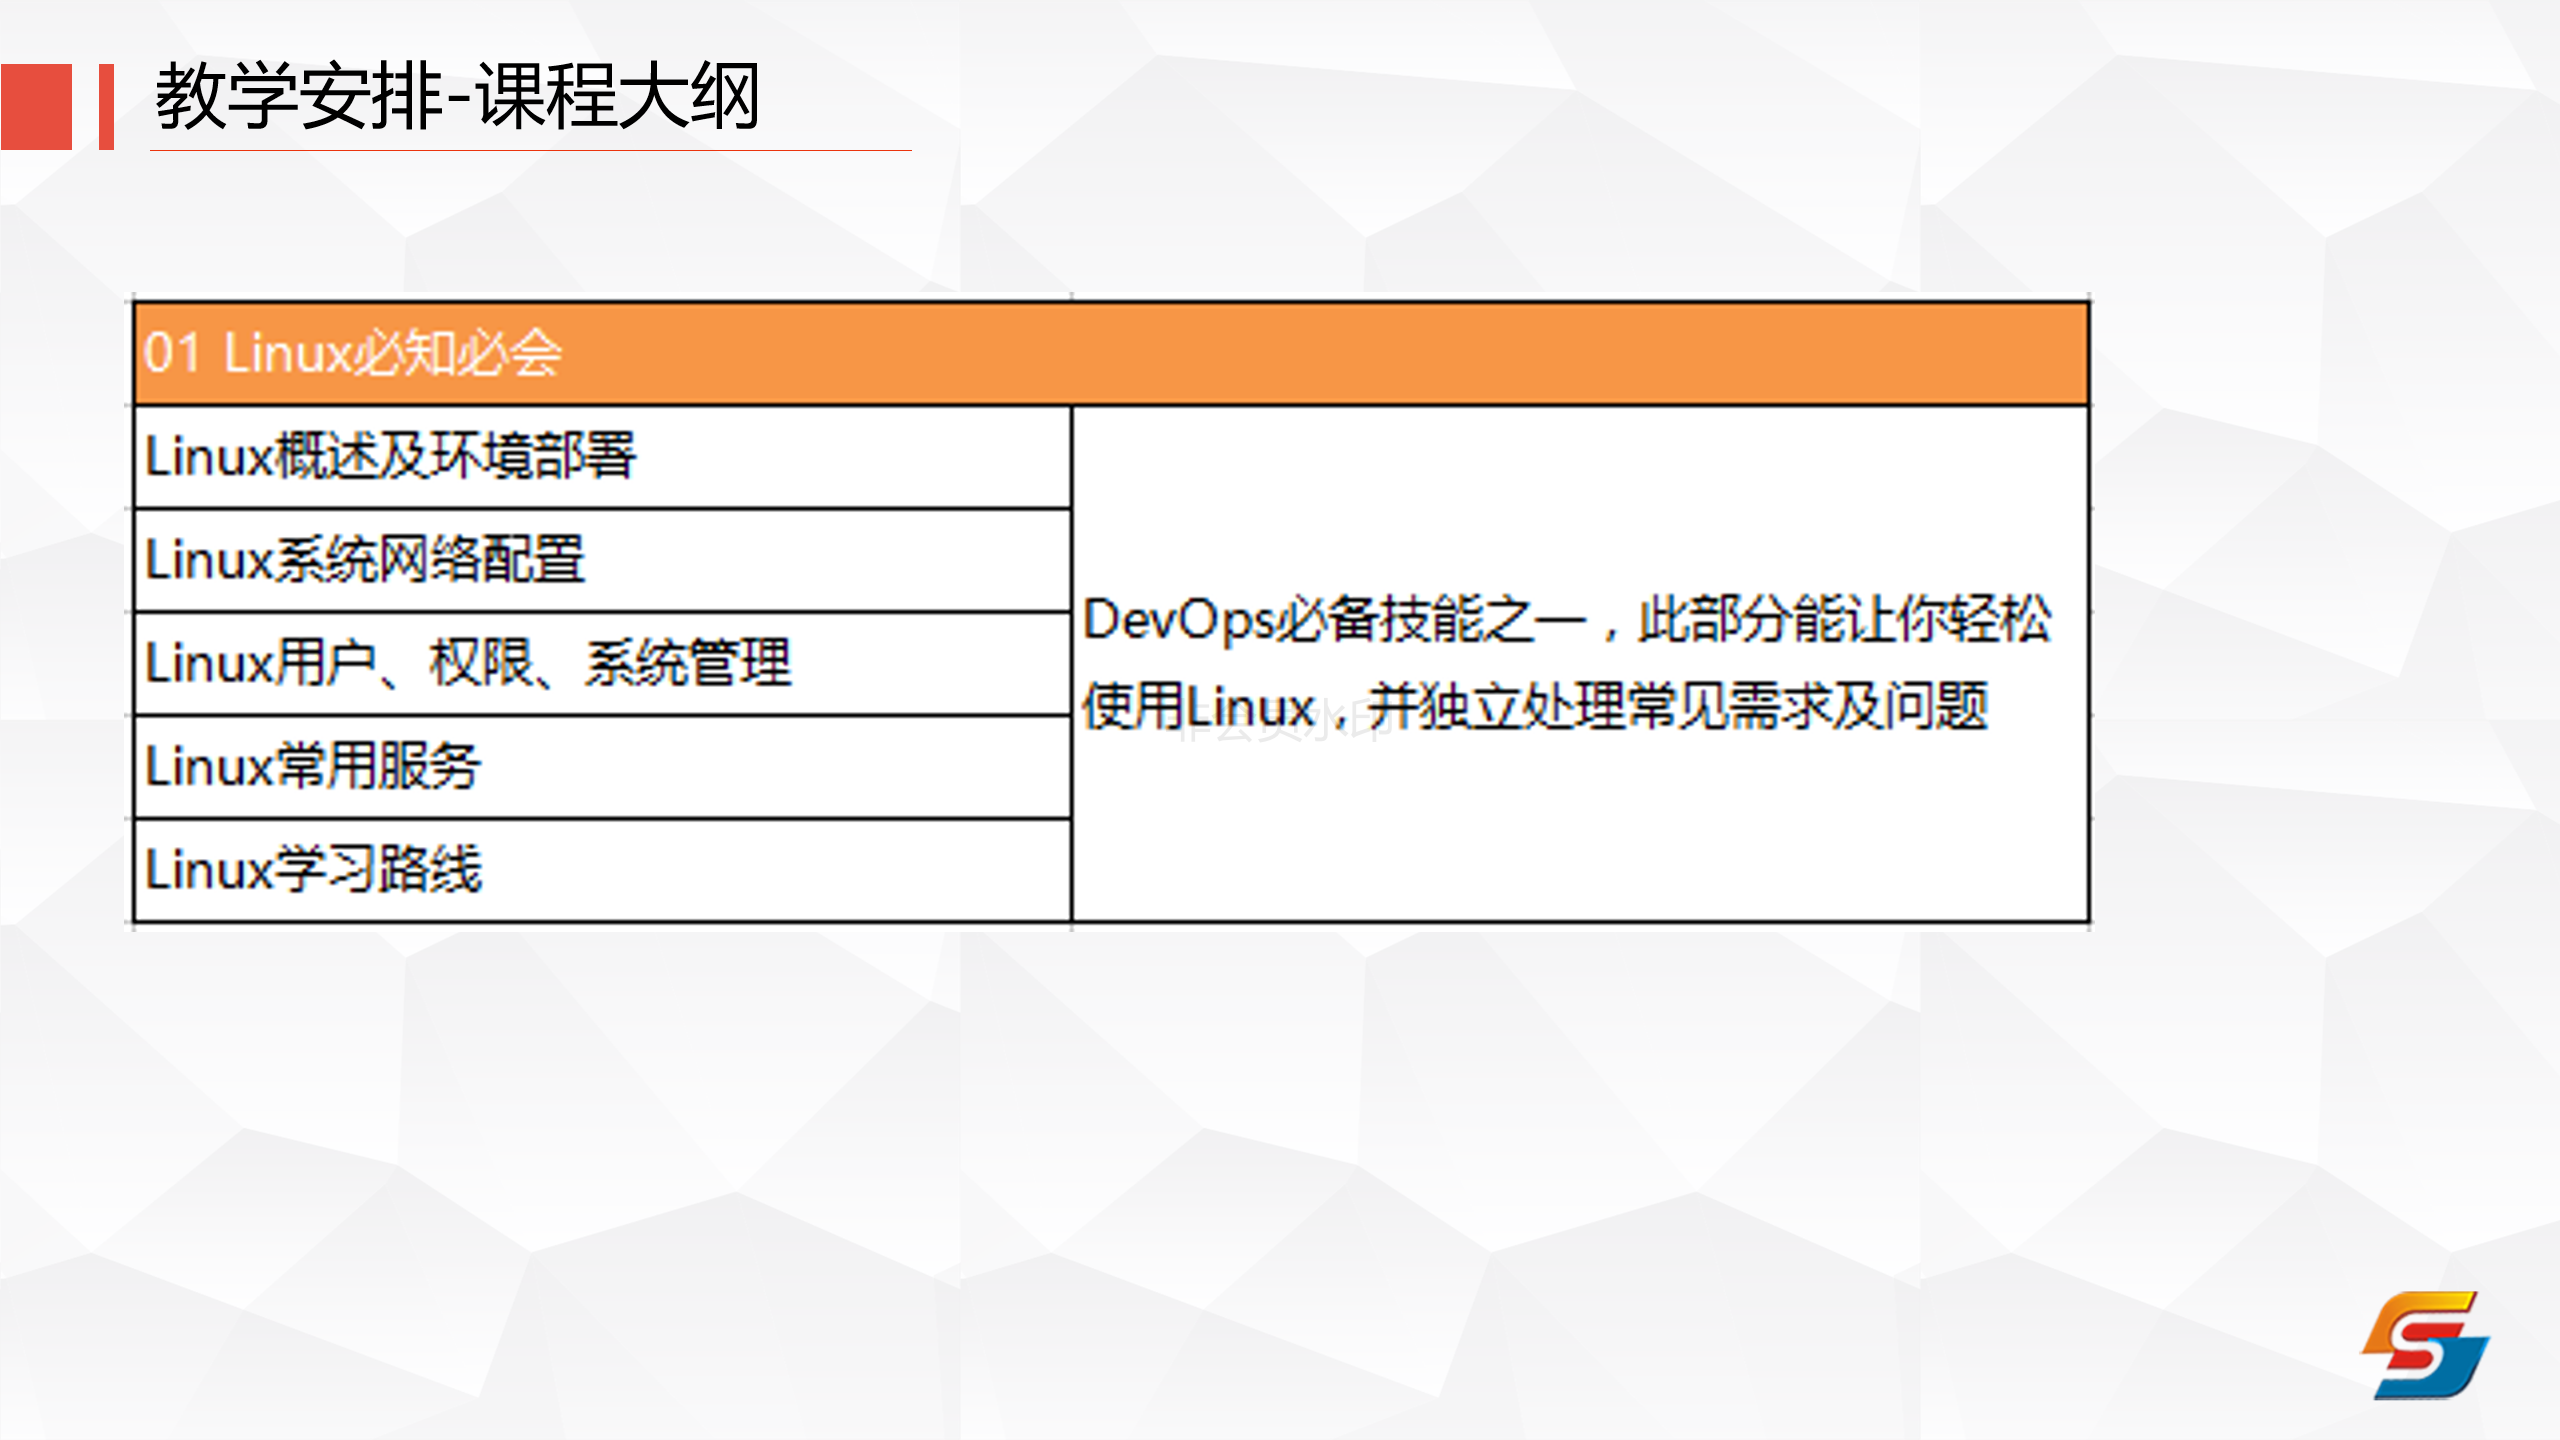 教学安排-课程大纲
01 Linux必知必会
Linux概述及环境部署
Linux系统网络配置
Linux用户、权限、系统管理
Linux常用服务
Linux学习路线
DevOps必备技能之一，此部分能让你轻松
使用Linux，并独立处理常见需求及问题
非会员水印